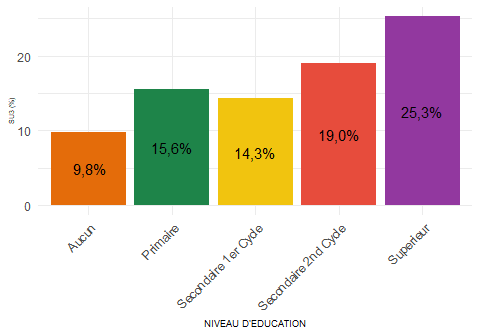 SU3 (%)
20
10
0
9,8%
15,6%
14,3%
19,0%
25,3%
Aucun
Primaire
Secondaire 1er Cycle
Secondaire 2nd Cycle
Superieur
NIVEAU D'EDUCATION